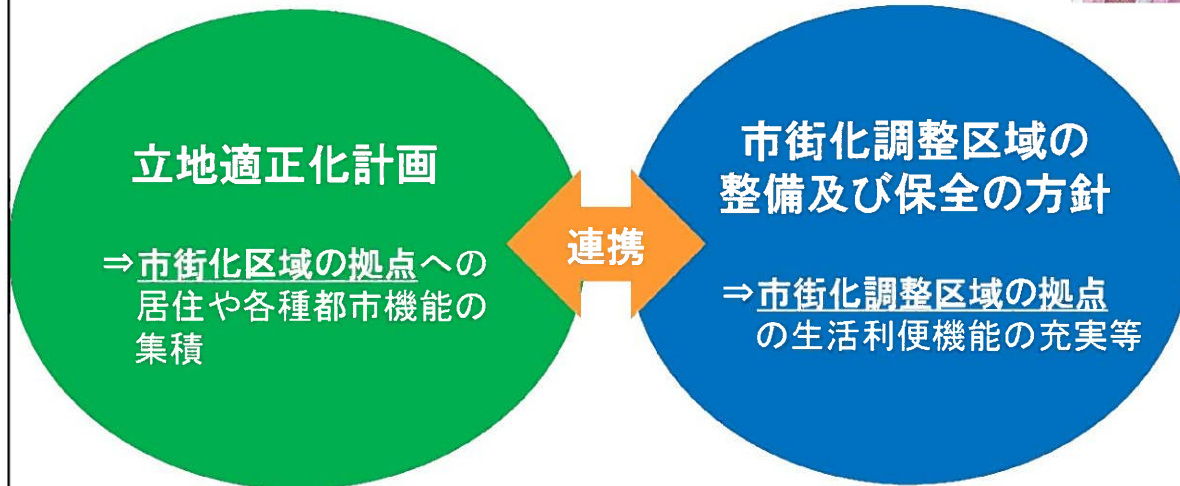 立地適正化計画
⇒市街化区域の拠点への
居住や各種都市機能の
集積
連携
市街化調整区域の
整備及び保全の方針
⇒市街化調整区域の拠点
の生活利便機能の充実等